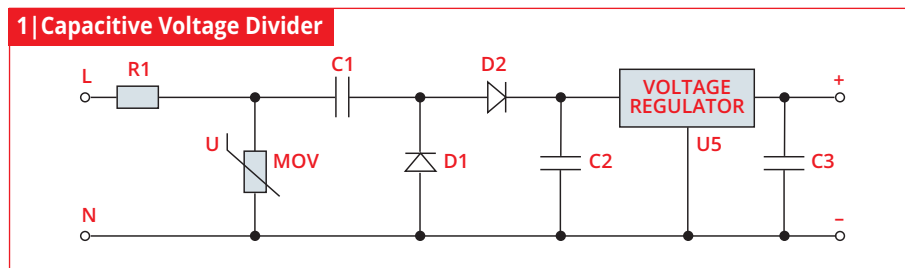 1|Capacitive Voltage Divider
L
R1
C1
D2
VOLTAGE
REGULATOR
+
U
MOV
D1
C2
U5
C3
N
–